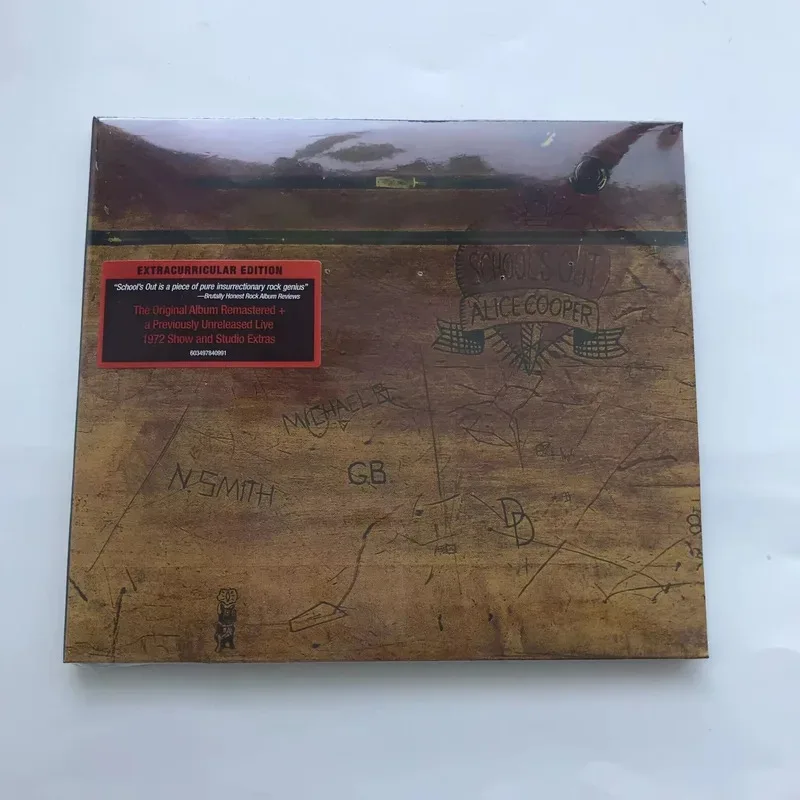 EXTRACURRICULAR EDITION
"School's Out is a piece of pure insurrectionary rock genius"
—Brutally Honest Rock Album Reviews
The Original Album Remastered +
a Previously Unreleased Live
1972 Show and Studio Extras
603497840991
SCHOOL'S OUT
ALICE COOPER
MICHAEL B
N. SMITH
G.B.
DD